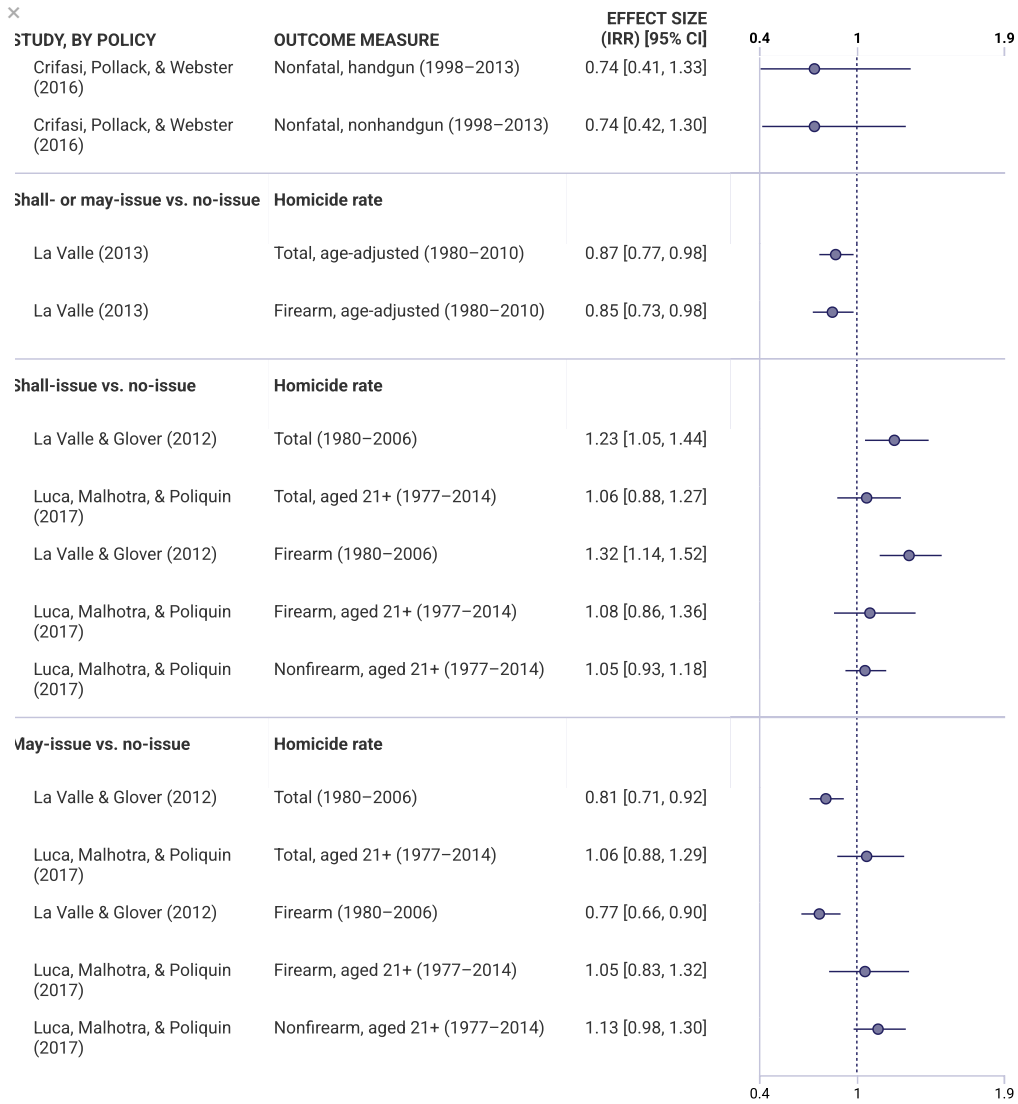 ×
EFFECT SIZE
STUDY, BY POLICY OUTCOME MEASURE (IRR) [95% CI] 0.4 1 1.9
Crifasi, Pollack, & Webster Nonfatal, handgun (1998–2013) 0.74 [0.41, 1.33]
(2016)
Crifasi, Pollack, & Webster Nonfatal, nonhandgun (1998–2013) 0.74 [0.42, 1.30]
(2016)
Shall- or may-issue vs. no-issue Homicide rate
La Valle (2013) Total, age-adjusted (1980–2010) 0.87 [0.77, 0.98]
La Valle (2013) Firearm, age-adjusted (1980–2010) 0.85 [0.73, 0.98]
Shall-issue vs. no-issue Homicide rate
La Valle & Glover (2012) Total (1980–2006) 1.23 [1.05, 1.44]
Luca, Malhotra, & Poliquin Total, aged 21+ (1977–2014) 1.06 [0.88, 1.27]
(2017)
La Valle & Glover (2012) Firearm (1980–2006) 1.32 [1.14, 1.52]
Luca, Malhotra, & Poliquin Firearm, aged 21+ (1977–2014) 1.08 [0.86, 1.36]
(2017)
Luca, Malhotra, & Poliquin Nonfirearm, aged 21+ (1977–2014) 1.05 [0.93, 1.18]
(2017)
May-issue vs. no-issue Homicide rate
La Valle & Glover (2012) Total (1980–2006) 0.81 [0.71, 0.92]
Luca, Malhotra, & Poliquin Total, aged 21+ (1977–2014) 1.06 [0.88, 1.29]
(2017)
La Valle & Glover (2012) Firearm (1980–2006) 0.77 [0.66, 0.90]
Luca, Malhotra, & Poliquin Firearm, aged 21+ (1977–2014) 1.05 [0.83, 1.32]
(2017)
Luca, Malhotra, & Poliquin Nonfirearm, aged 21+ (1977–2014) 1.13 [0.98, 1.30]
(2017)
0.4 1 1.9